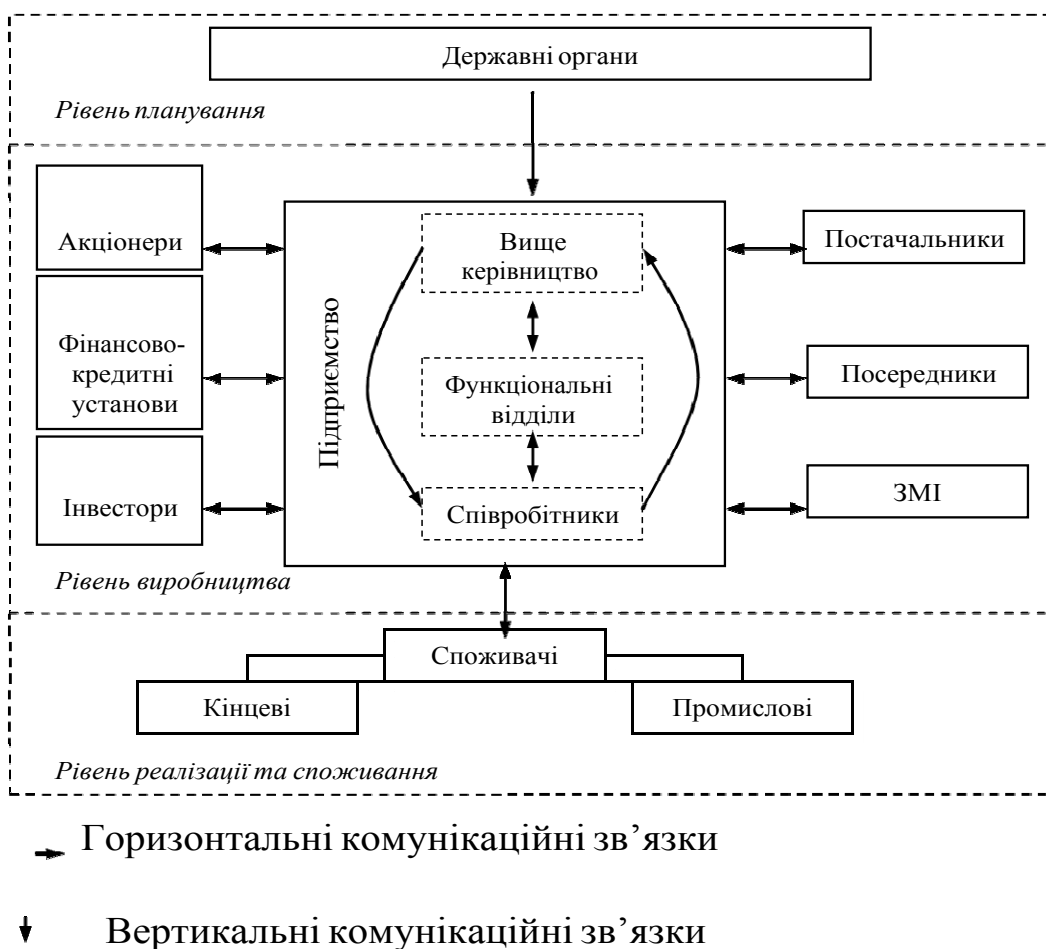 Державні органи
Рівень планування
Акціонери
Фінансово-
кредитні
установи
Інвестори
Підприємство
Вище
керівництво
Функціональні
відділи
Співробітники
Постачальники
Посередники
ЗМІ
Рівень виробництва
Споживачі
Кінцеві
Промислові
Рівень реалізації та споживання
Горизонтальні комунікаційні зв’язки
Вертикальні комунікаційні зв’язки